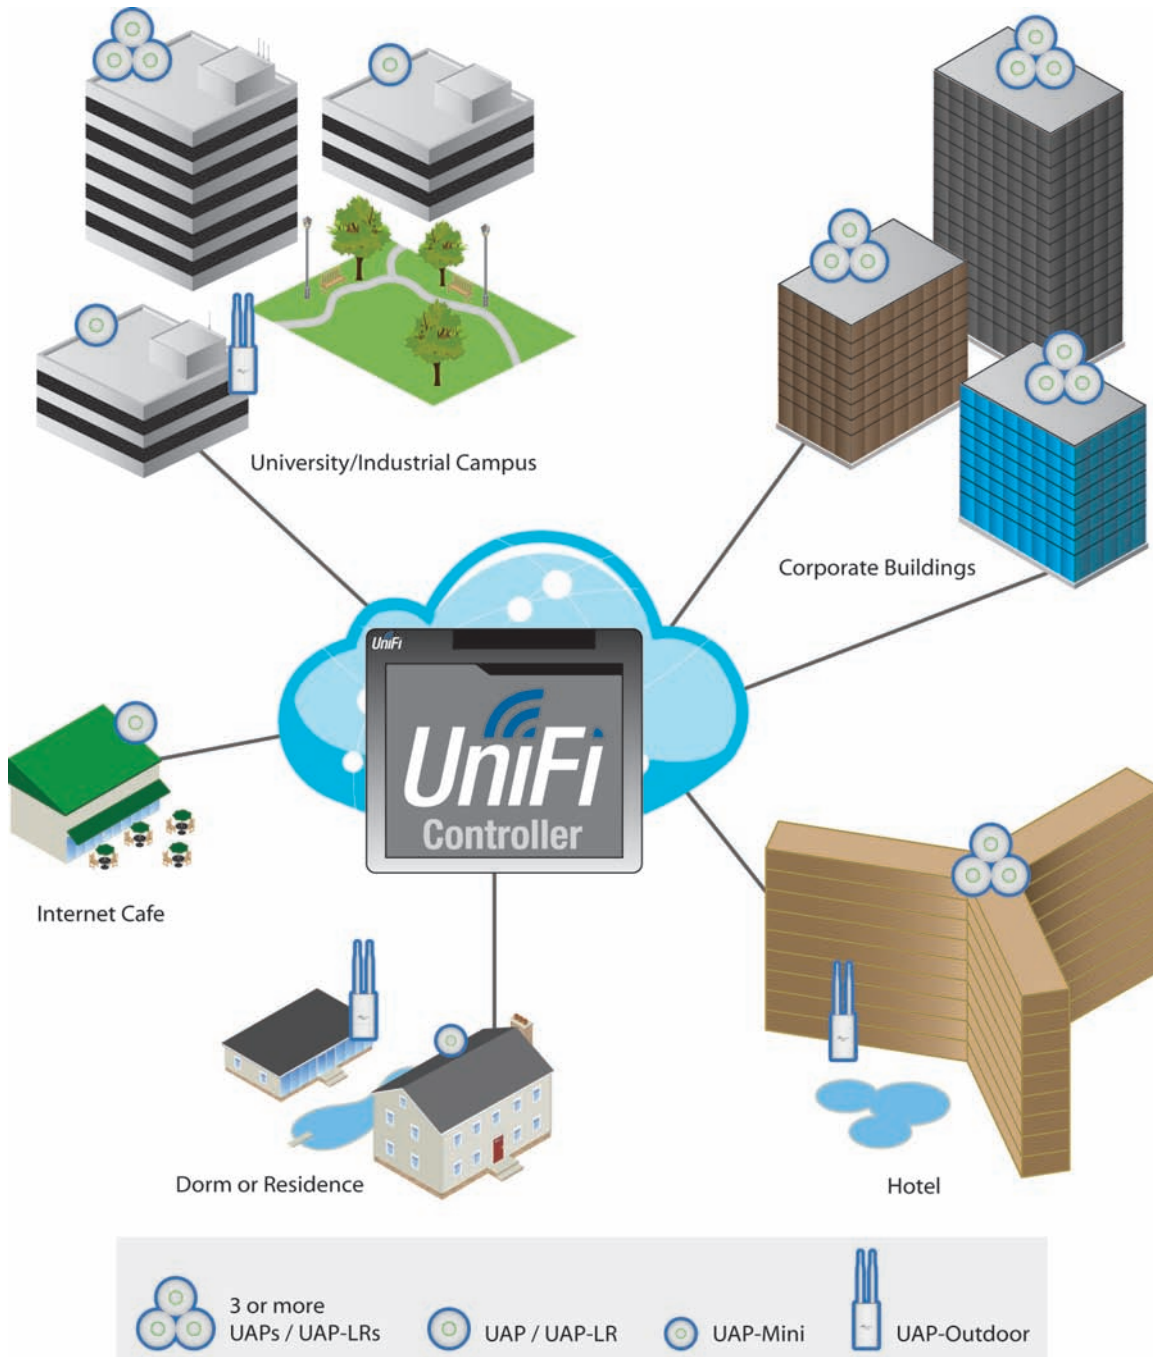 University/Industrial Campus
Corporate Buildings
UniFi
UniFi
Controller
Internet Cafe
Dorm or Residence
Hotel
3 or more
UAPs / UAP-LRs
UAP / UAP-LR
UAP-Mini
UAP-Outdoor